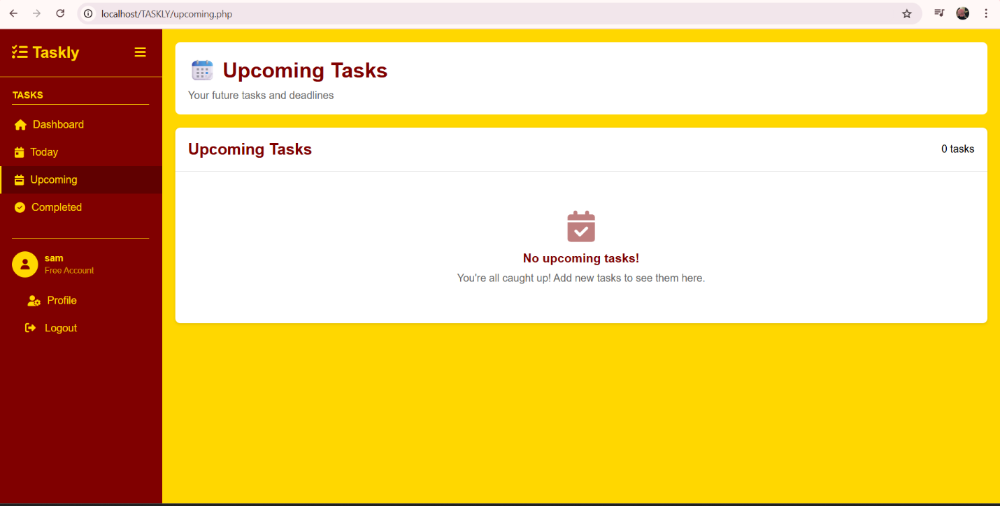 localhost/TASKLY/upcoming.php
Taskly
TASKS
Dashboard
Today
Upcoming
Completed
sam
Free Account
Profile
Logout
Upcoming Tasks
Your future tasks and deadlines
Upcoming Tasks
0 tasks
No upcoming tasks!
You're all caught up! Add new tasks to see them here.